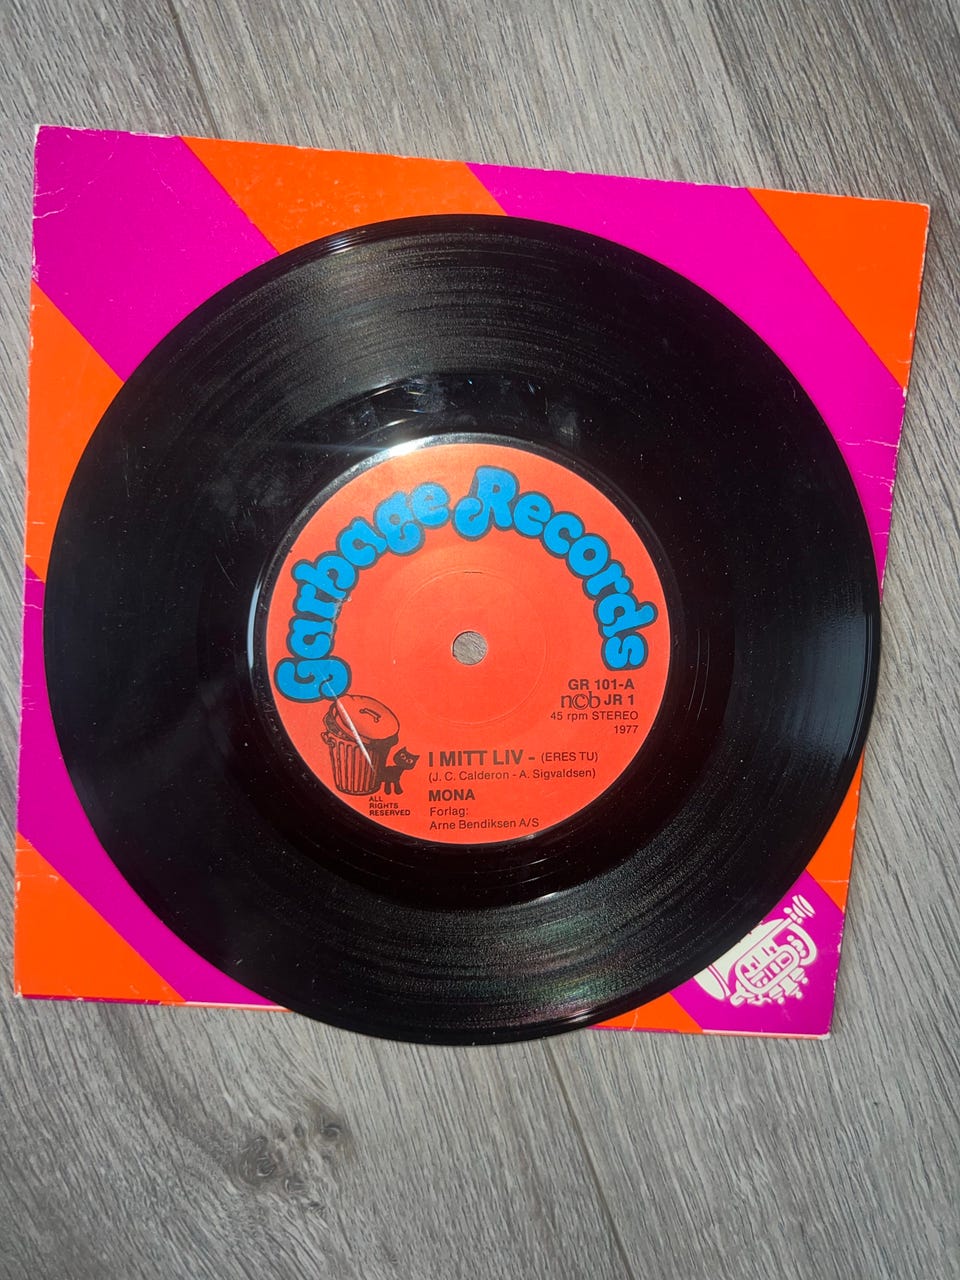 Garbage Records
GR 101-A
n©b JR 1
45 rpm STEREO
1977
I MITT LIV - (ERES TU)
(J. C. Calderon - A. Sigvaldsen)
MONA
Forlag:
Arne Bendiksen A/S
ALL
RIGHTS
RESERVED